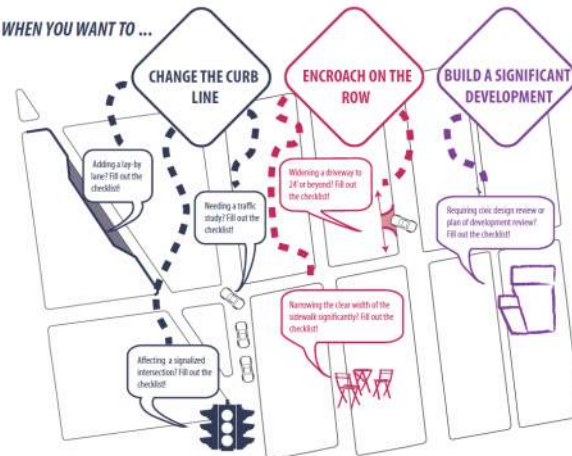 WHEN YOU WANT TO ...
CHANGE THE CURB
LINE
ENCROACH ON THE
ROW
BUILD A SIGNIFICANT
DEVELOPMENT
Adding a lay-by
lane? Fill out the
checklist!
Needing a traffic
study? Fill out the
checklist!
Widening a driveway to
24' or beyond? Fill out
the checklist!
Requiring civic design review or
plan of development review?
Fill out the checklist!
Narrowing the clear width of the
sidewalk significantly? Fill out the
checklist!
Affecting a signalized
intersection? Fill out the
checklist!